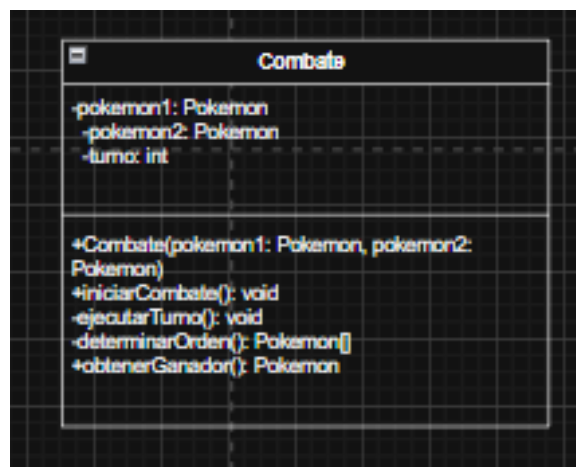 Combate
-pokemon1: Pokemon
-pokemon2: Pokemon
-turno: int
+Combate(pokemon1: Pokemon, pokemon2:
Pokemon)
+iniciarCombate(): void
-ejecutarTurno(): void
-determinarOrden(): Pokemon[]
+obtenerGanador(): Pokemon